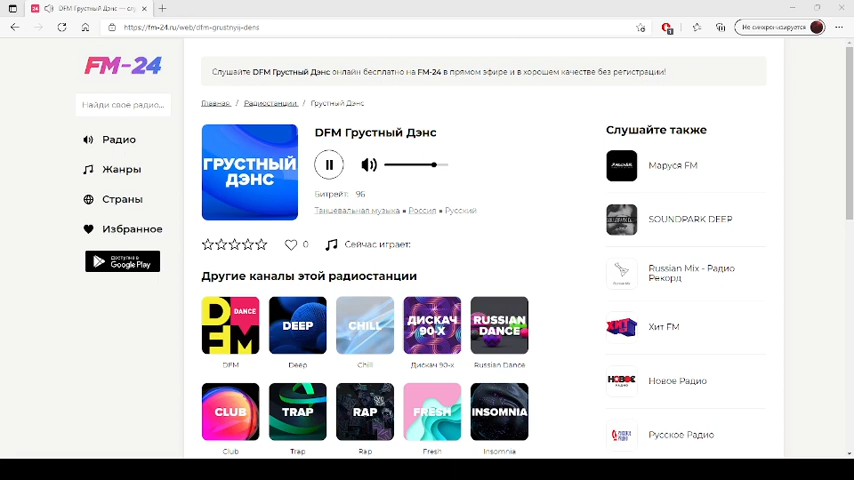 DFM Грустный Дэнс — слу
https://fm-24.ru/web/dfm-grustnyij-dens
Не синхронизируется
FM-24
Найди свое радио...
Радио
Жанры
Страны
Избранное
ДОСТУПНО В
Google Play
Слушайте DFM Грустный Дэнс онлайн бесплатно на FM-24 в прямом эфире и в хорошем качестве без регистрации!
Главная / Радиостанции / Грустный Дэнс
ГРУСТНЫЙ
ДЭНС
DFM Грустный Дэнс
Битрейт: 96
Танцевальная музыка • Россия • Русский
0
Сейчас играет:
Другие каналы этой радиостанции
DFM DANCE
DEEP
CHILL
ДИСКАЧ
90-Х
RUSSIAN
DANCE
DFM
Deep
Chill
Дискач 90-х
Russian Dance
CLUB
TRAP
RAP
FRESH
INSOMNIA
Club
Trap
Rap
Fresh
Insomnia
Слушайте также
Маруся FM
SOUNDPARK DEEP
Russian Mix - Радио
Рекорд
Хит FM
НОВОЕ
Новое Радио
Русское Радио